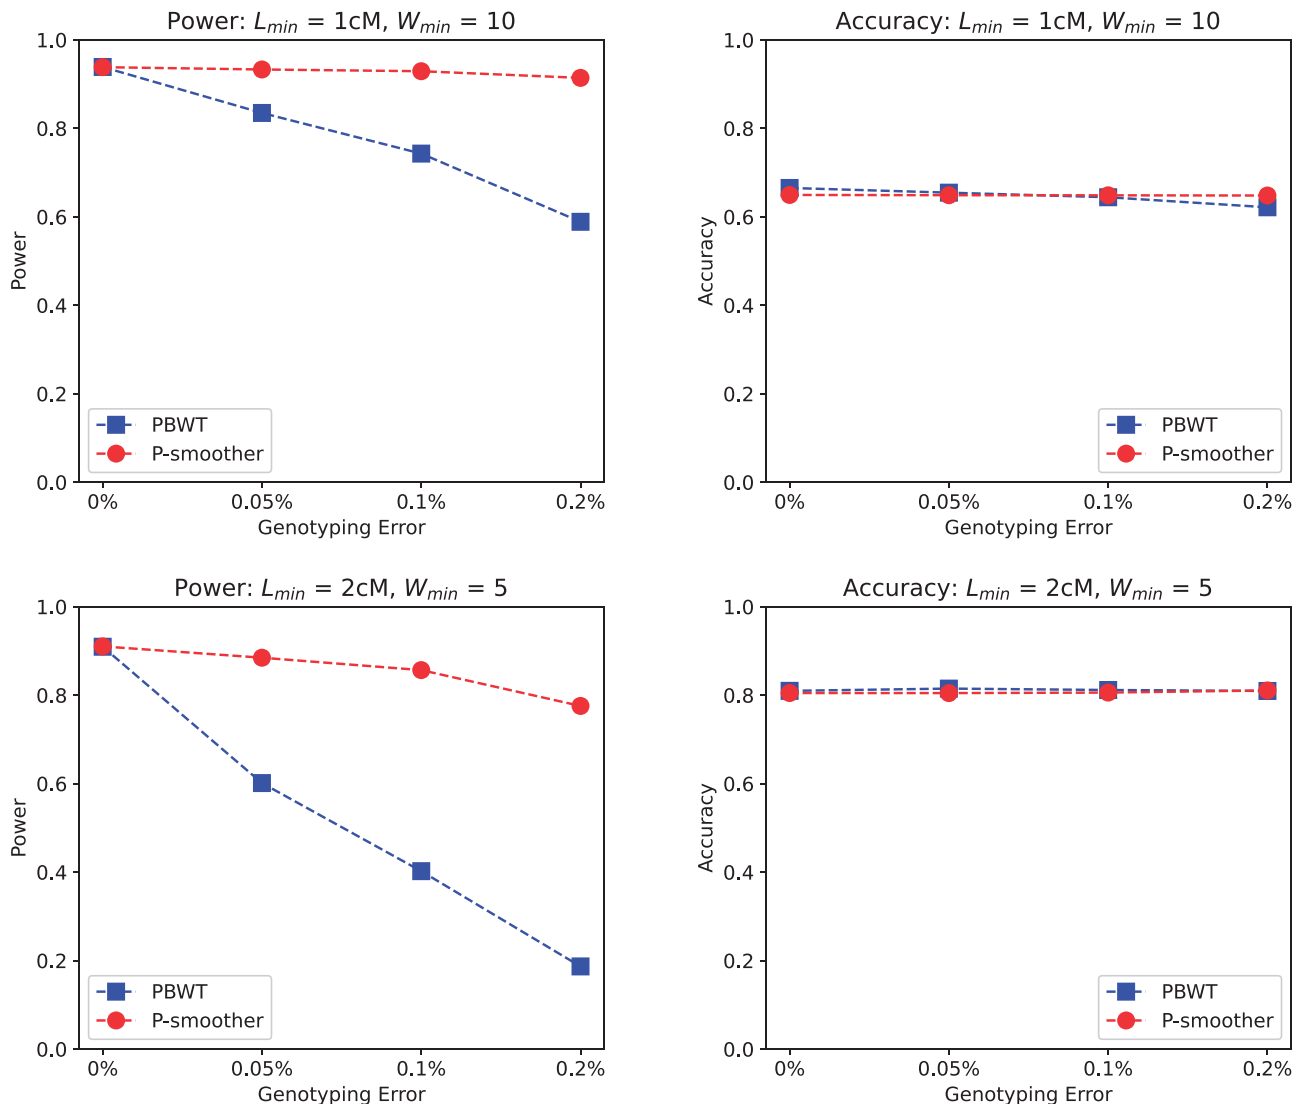 Power: L_min = 1cM, W_min = 10
1.0
0.8
0.6
0.4
0.2
0.0
Power
PBWT
P-smoother
0%
0.05%
0.1%
0.2%
Genotyping Error
Accuracy: L_min = 1cM, W_min = 10
1.0
0.8
0.6
0.4
0.2
0.0
Accuracy
PBWT
P-smoother
0%
0.05%
0.1%
0.2%
Genotyping Error
Power: L_min = 2cM, W_min = 5
1.0
0.8
0.6
0.4
0.2
0.0
Power
PBWT
P-smoother
0%
0.05%
0.1%
0.2%
Genotyping Error
Accuracy: L_min = 2cM, W_min = 5
1.0
0.8
0.6
0.4
0.2
0.0
Accuracy
PBWT
P-smoother
0%
0.05%
0.1%
0.2%
Genotyping Error